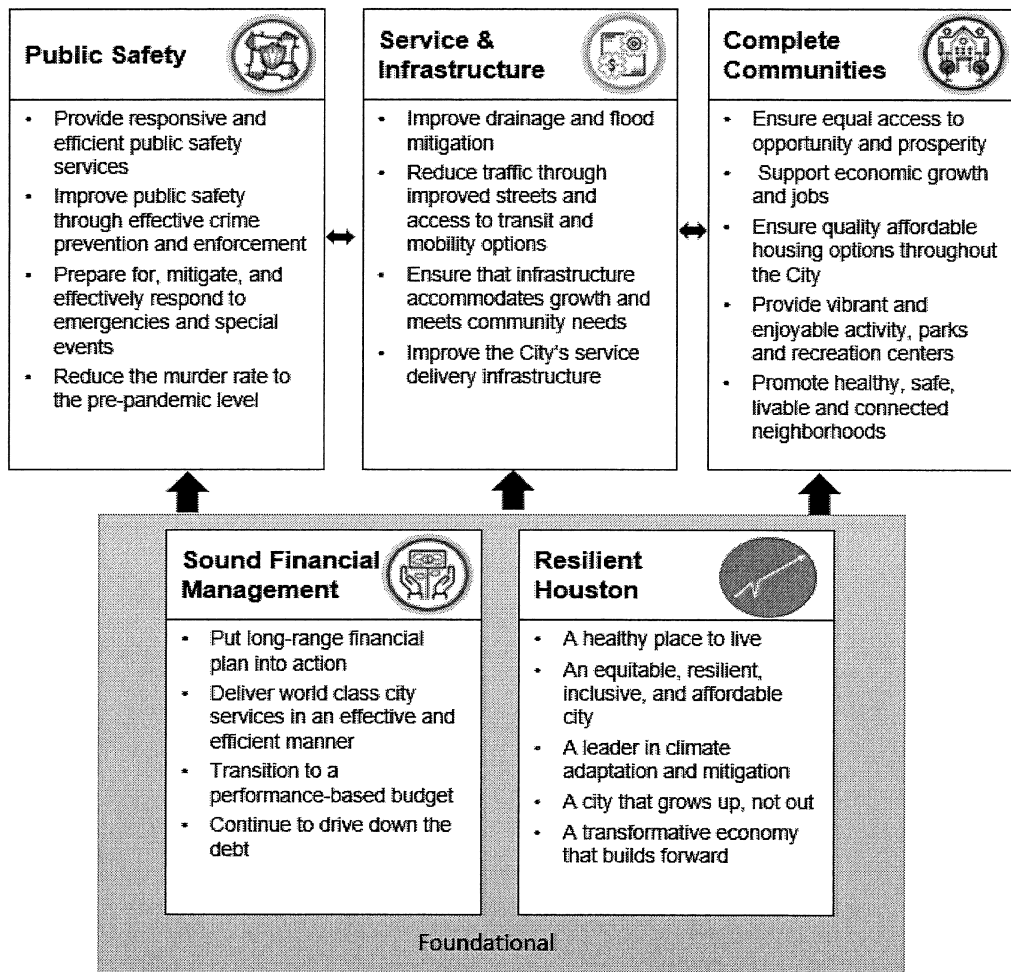 Public Safety
• Provide responsive and
efficient public safety
services
• Improve public safety
through effective crime
prevention and enforcement
• Prepare for, mitigate, and
effectively respond to
emergencies and special
events
• Reduce the murder rate to
the pre-pandemic level
Service &
Infrastructure
• Improve drainage and flood
mitigation
• Reduce traffic through
improved streets and
access to transit and
mobility options
• Ensure that infrastructure
accommodates growth and
meets community needs
• Improve the City's service
delivery infrastructure
Complete
Communities
• Ensure equal access to
opportunity and prosperity
• Support economic growth
and jobs
• Ensure quality affordable
housing options throughout
the City
• Provide vibrant and
enjoyable activity, parks
and recreation centers
• Promote healthy, safe,
livable and connected
neighborhoods
Sound Financial
Management
• Put long-range financial
plan into action
• Deliver world class city
services in an effective and
efficient manner
• Transition to a
performance-based budget
• Continue to drive down the
debt
Resilient
Houston
• A healthy place to live
• An equitable, resilient,
inclusive, and affordable
city
• A leader in climate
adaptation and mitigation
• A city that grows up, not out
• A transformative economy
that builds forward
Foundational